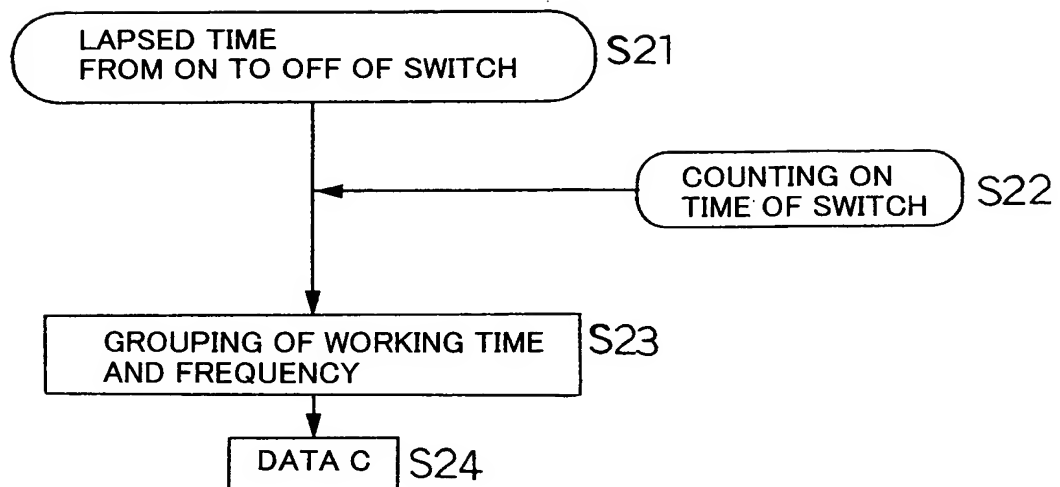 LAPSED TIME
FROM ON TO OFF OF SWITCH
S21
COUNTING ON
TIME OF SWITCH
S22
GROUPING OF WORKING TIME
AND FREQUENCY
S23
DATA C
S24